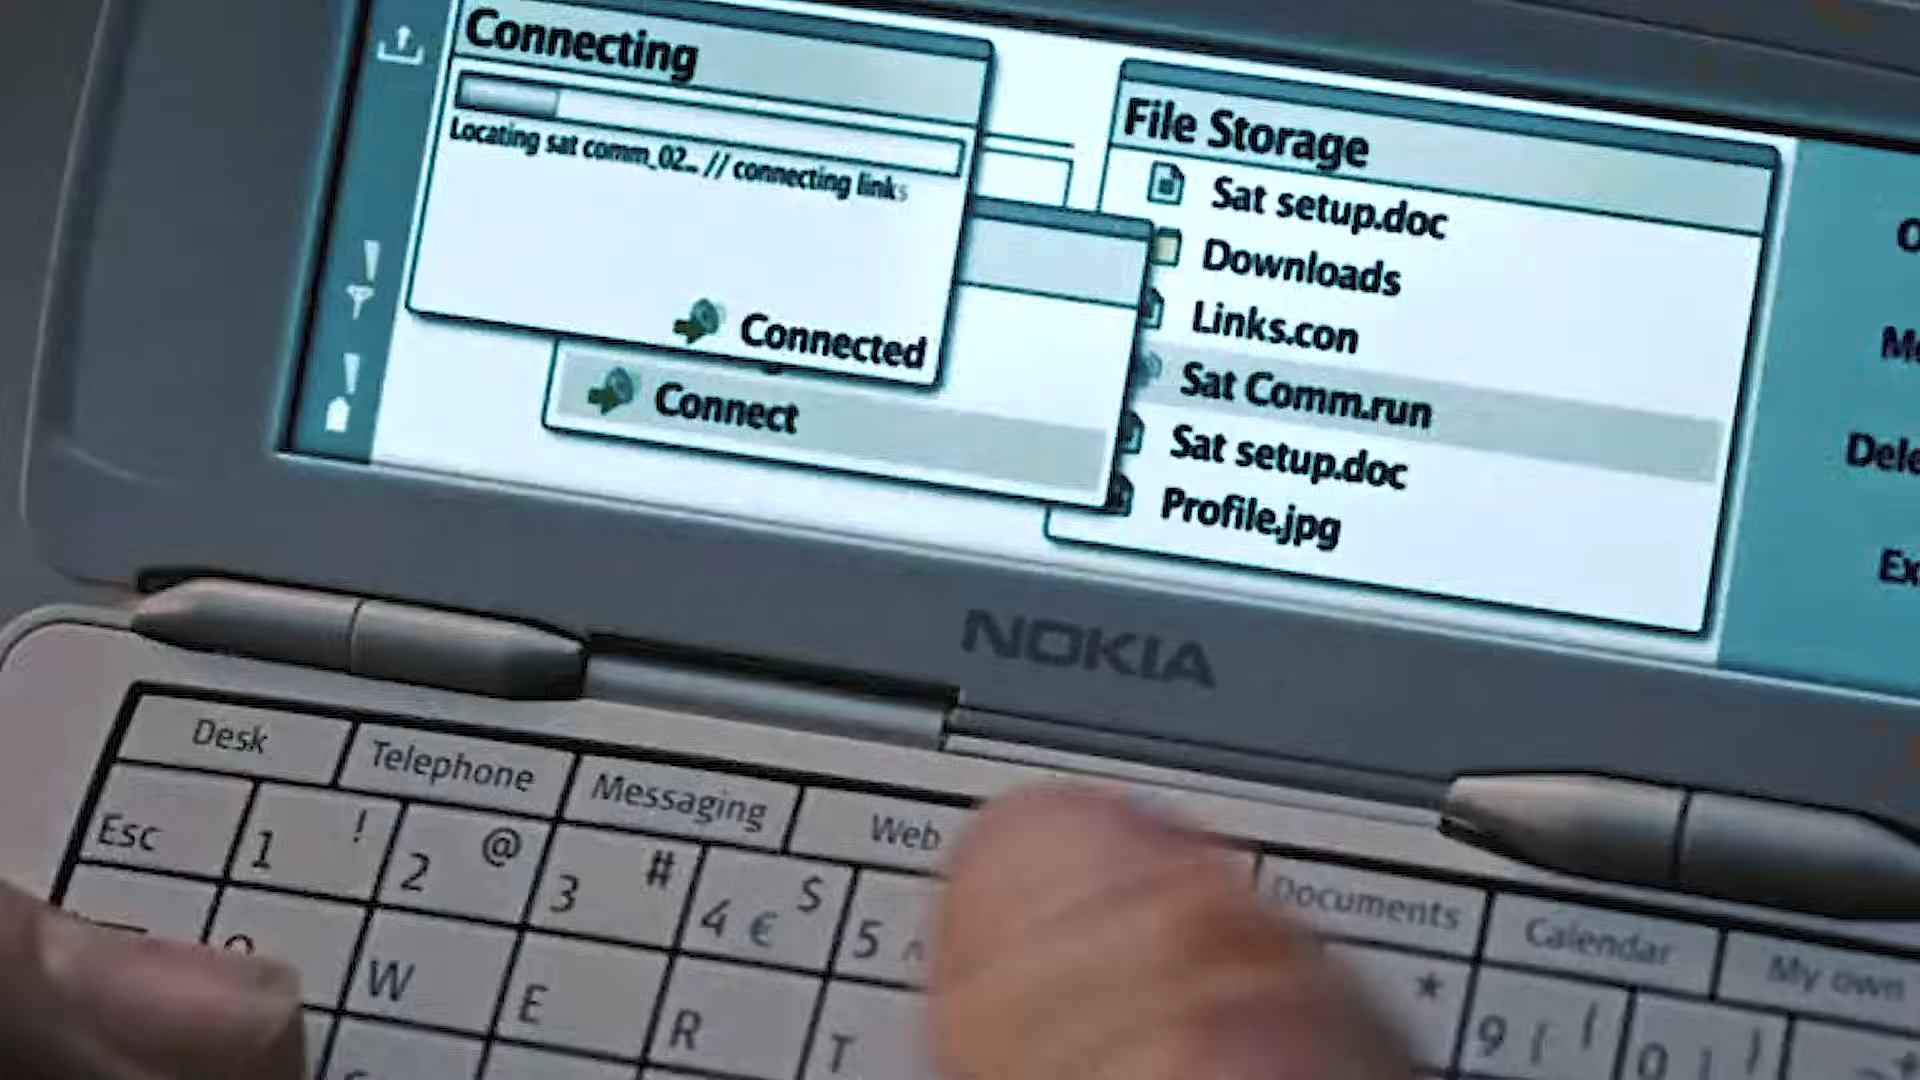 Connecting
Locating sat comm_02... // connecting links
Connected
Connect
File Storage
Sat setup.doc
Downloads
Links.con
Sat Comm.run
Sat setup.doc
Profile.jpg
NOKIA
Desk
Telephone
Messaging
Web
Documents
Calendar
My own
Esc
1 !
2 @
3 #
4 € $
5
*
9 (
0 )
W
E
R
T